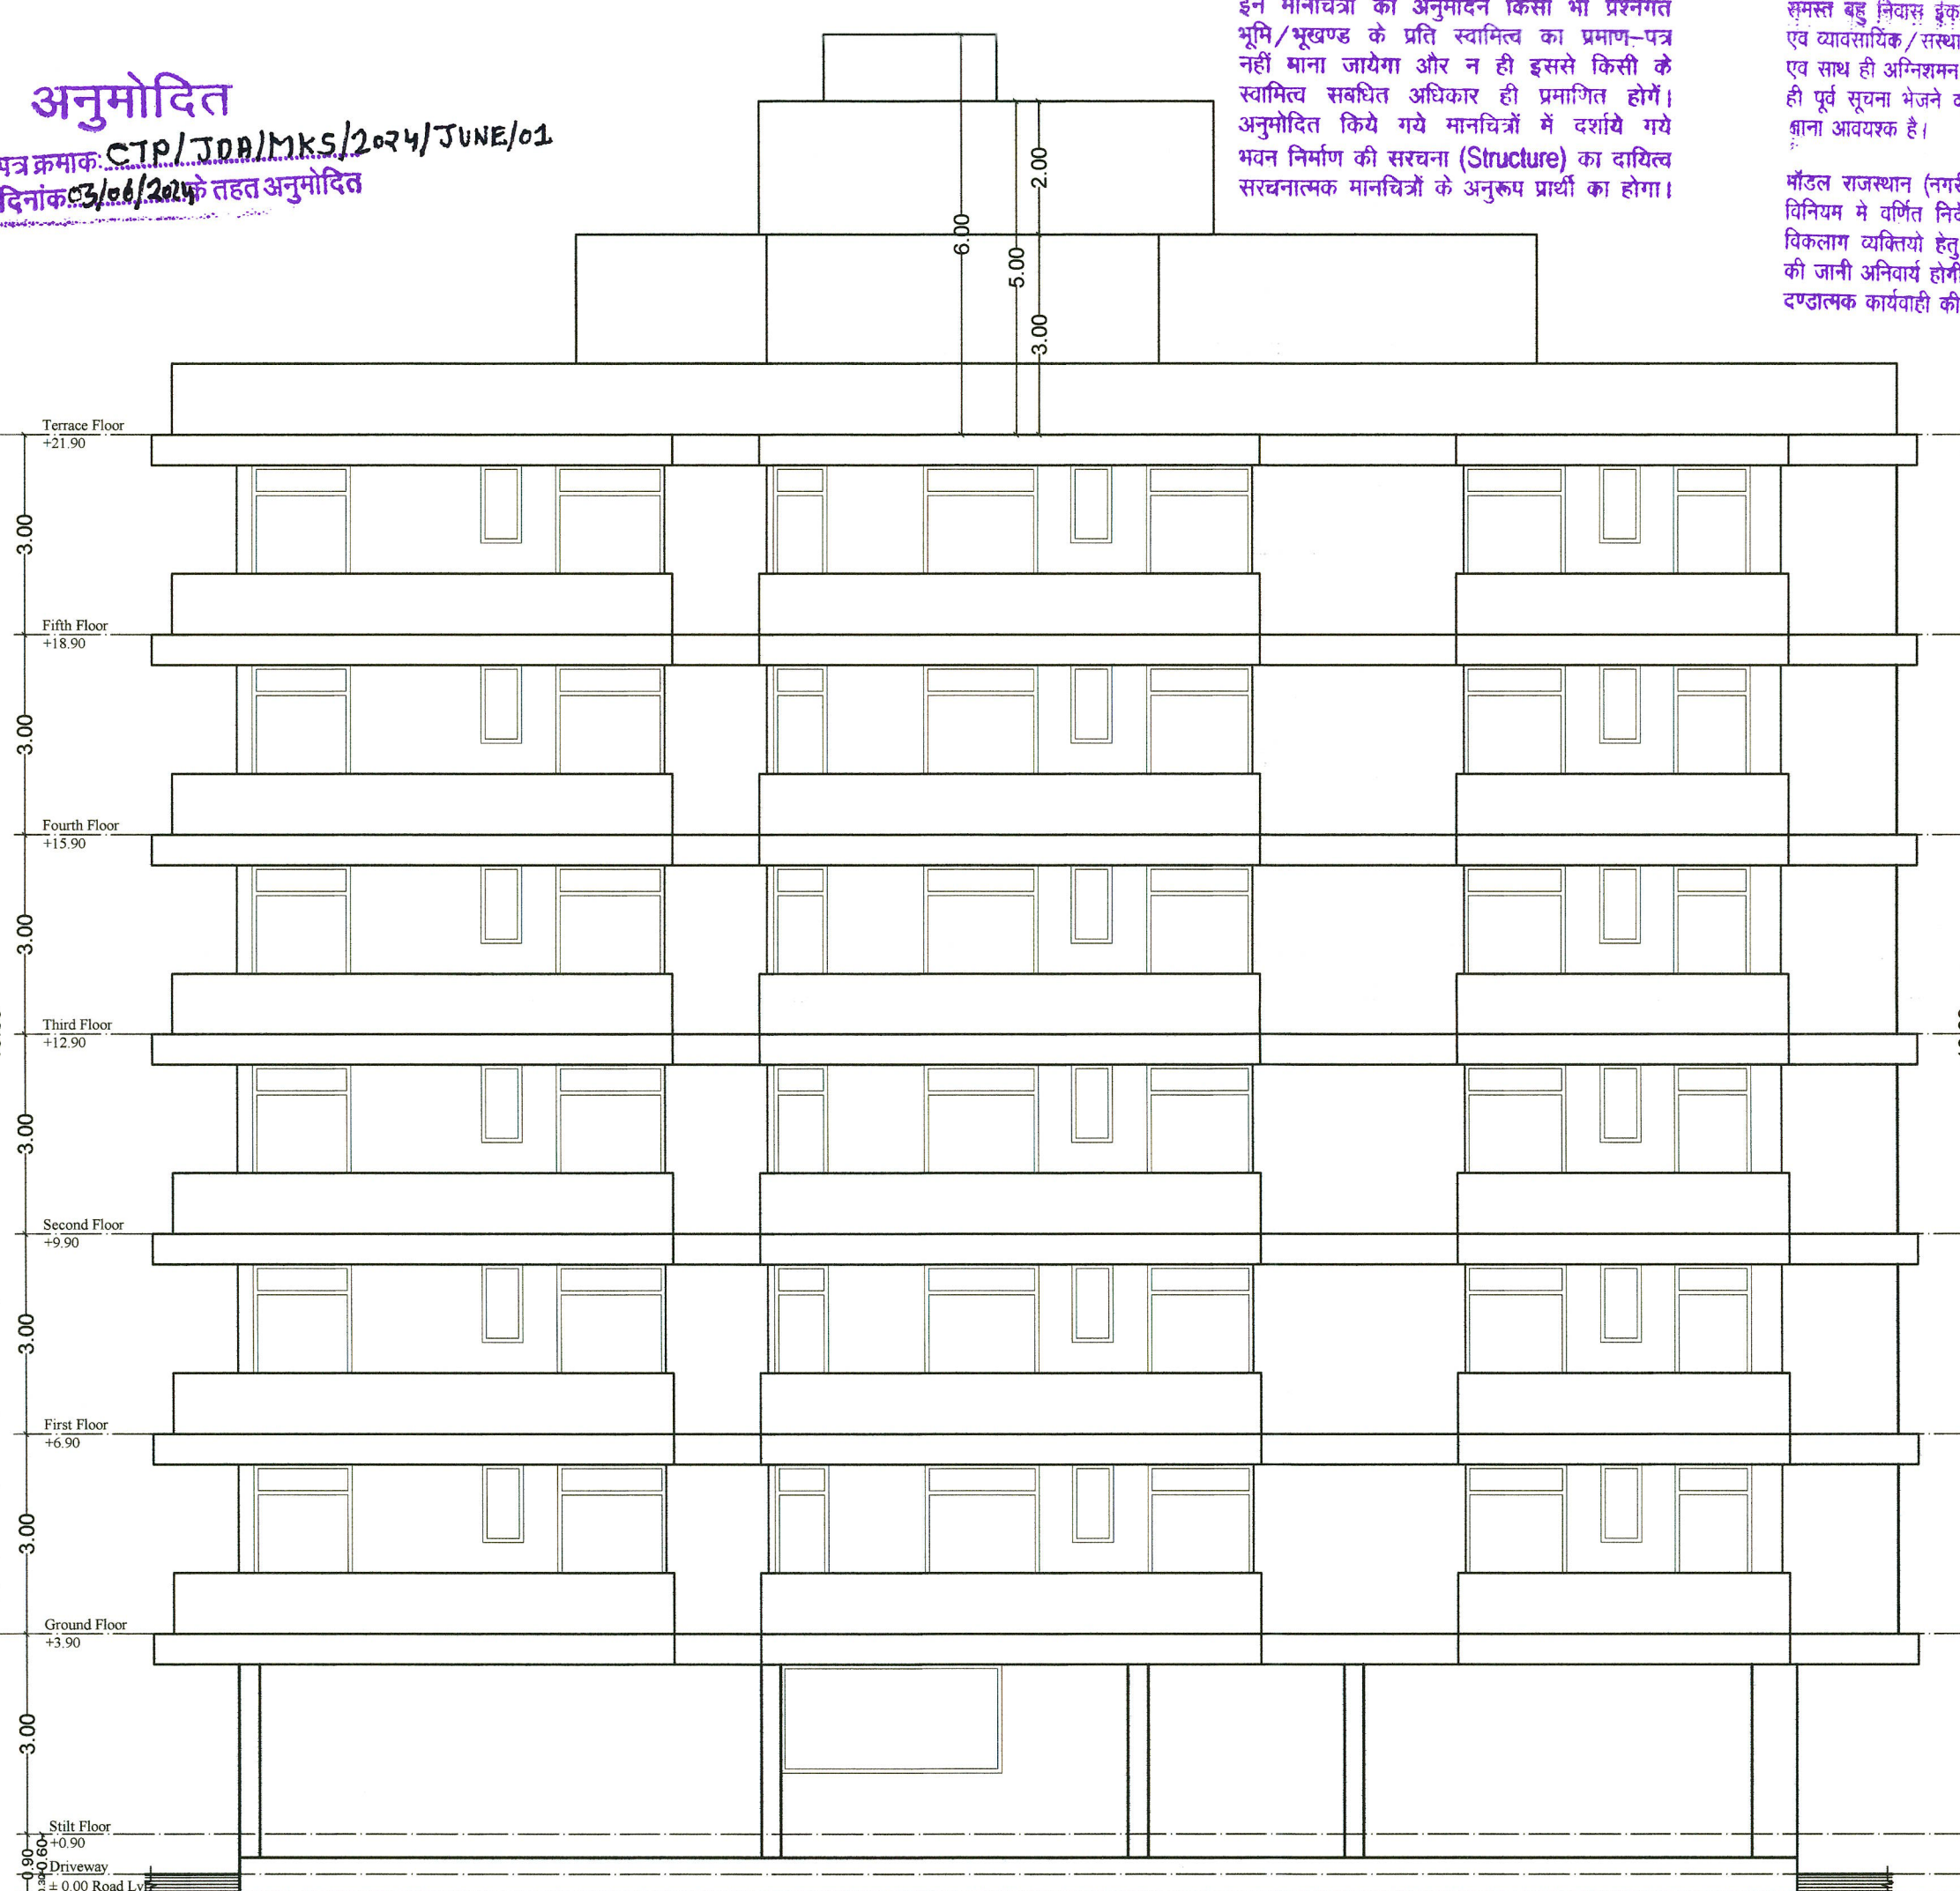 अनुमोदित
पत्र क्रमाकः CTP/JDA/MKS/2024/JUNE/01
दिनांक 03/06/2024 के तहत अनुमोदित
इन मानचित्रों का अनुमोदन किसी भी प्रश्नगत
भूमि/भूखण्ड के प्रति स्वामित्व का प्रमाण-पत्र
नहीं माना जायेगा और न ही इससे किसी के
स्वामित्व सबधित अधिकार ही प्रमाणित होगें।
अनुमोदित किये गये मानचित्रों में दर्शाये गये
भवन निर्माण की सरचना (Structure) का दायित्व
सरचनात्मक मानचित्रों के अनुरूप प्रार्थी का होगा।
समस्त बहु निवास
एव व्यावसायिक/
एव साथ ही अग्निशमन
ही पूर्व सूचना भेजने
आवयश्क है।
मॉडल राजस्थान
विनियम मे वर्णित
विकलाग व्यक्तियो हेतु
की जानी अनिवार्य
दण्डात्मक कार्यवाही की
6.00
5.00
2.00
3.00
Terrace Floor
+21.90
3.00
Fifth Floor
+18.90
3.00
Fourth Floor
+15.90
3.00
Third Floor
+12.90
3.00
Second Floor
+9.90
3.00
First Floor
+6.90
3.00
Ground Floor
+3.90
3.00
Stilt Floor
+0.90
0.90
0.60
Driveway
± 0.00 Road Lvl